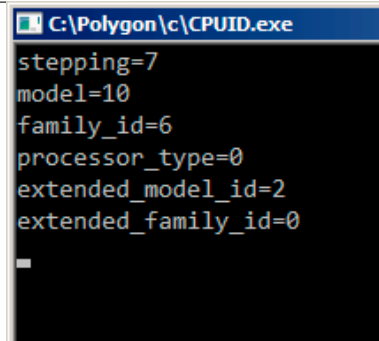 C:\Polygon\c\CPUID.exe
stepping=7
model=10
family_id=6
processor_type=0
extended_model_id=2
extended_family_id=0